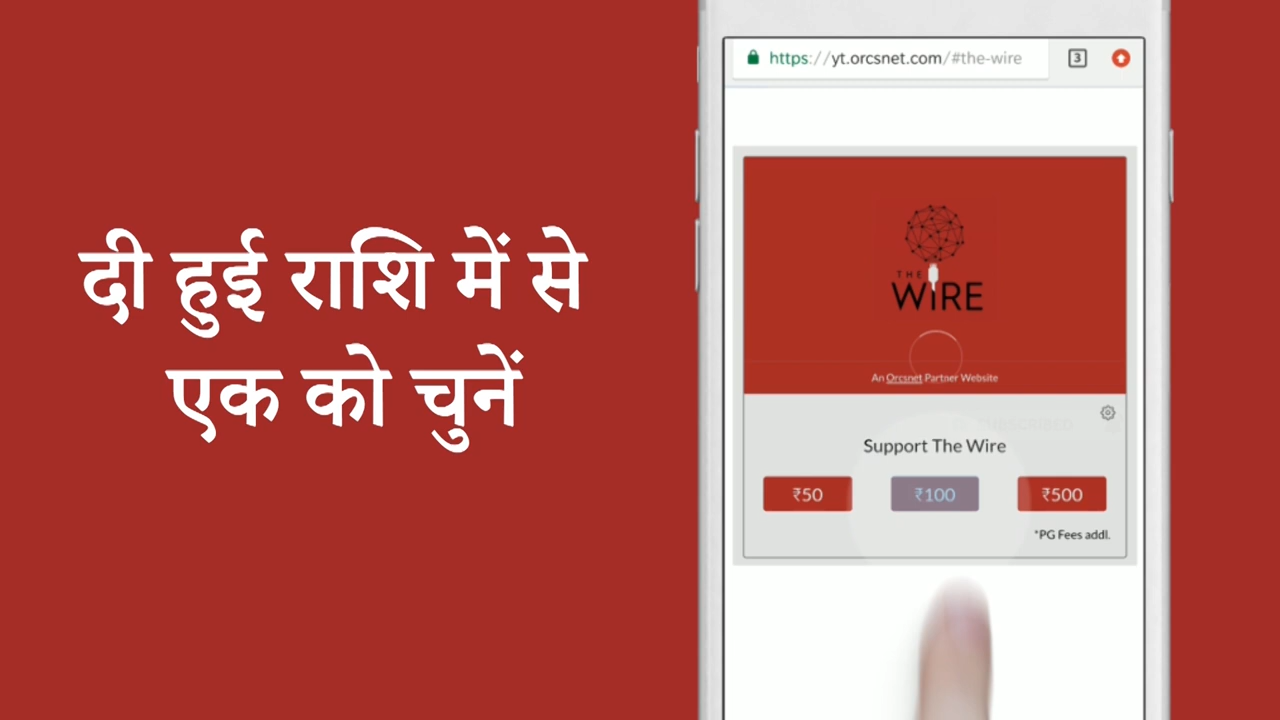 दी हुई राशि में से
एक को चुनें
https://yt.orcsnet.com/#the-wire
3
THE
WIRE
An Orcsnet Partner Website
Support The Wire
₹50 ₹100 ₹500
*PG Fees addl.